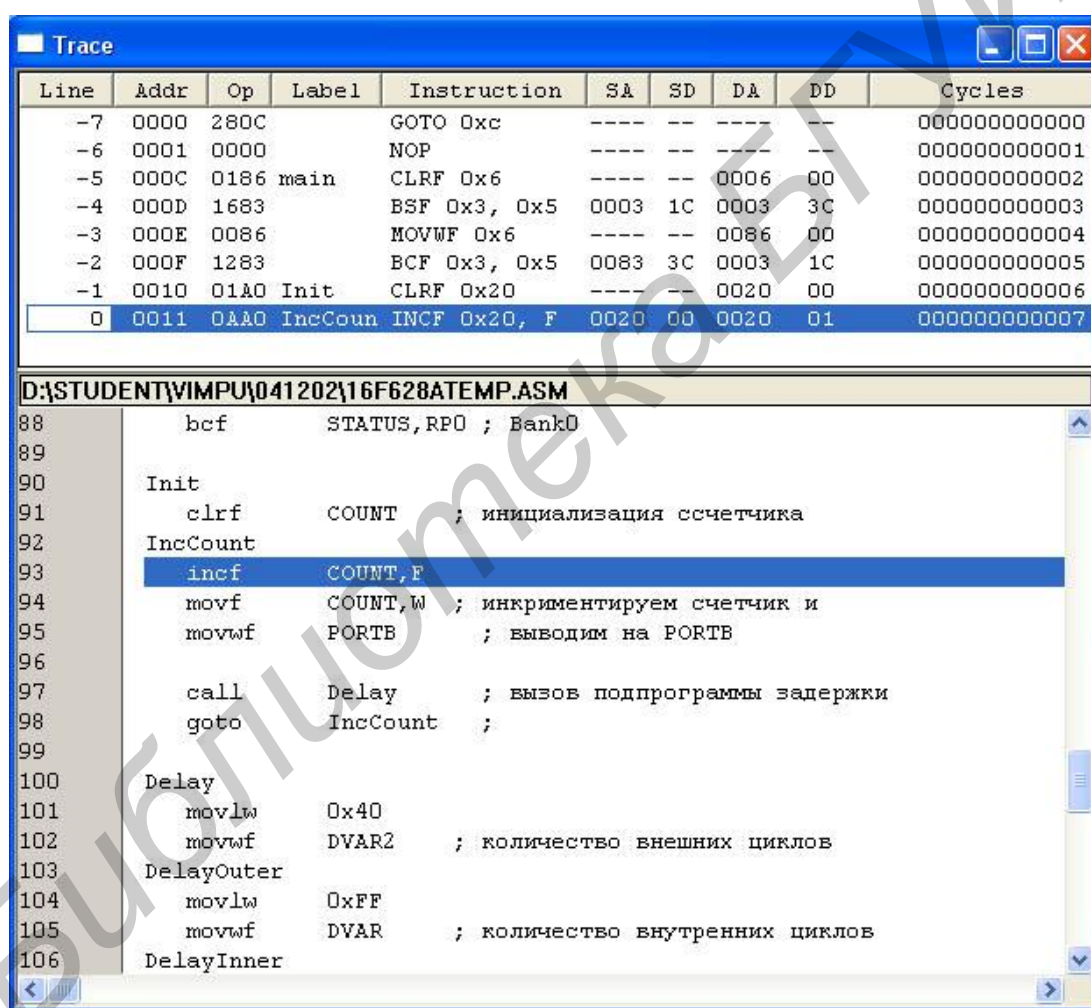 Trace
Line Addr Op Label Instruction SA SD DA DD Cycles
-7 0000 280C GOTO 0xc ---- -- ---- -- 000000000000
-6 0001 0000 NOP ---- -- ---- -- 000000000001
-5 000C 0186 main CLRF 0x6 ---- -- 0006 00 000000000002
-4 000D 1683 BSF 0x3, 0x5 0003 1C 0003 3C 000000000003
-3 000E 0086 MOVWF 0x6 ---- -- 0086 00 000000000004
-2 000F 1283 BCF 0x3, 0x5 0083 3C 0003 1C 000000000005
-1 0010 01A0 Init CLRF 0x20 ---- -- 0020 00 000000000006
0 0011 0AA0 IncCoun INCF 0x20, F 0020 00 0020 01 000000000007
D:\STUDENT\VIMPU\041202\16F628ATEMP.ASM
88 bcf STATUS,RP0 ; Bank0
89
90 Init
91 clrf COUNT ; инициализация ссчетчика
92 IncCount
93 incf COUNT,F
94 movf COUNT,W ; инкриментируем счетчик и
95 movwf PORTB ; выводим на PORTB
96
97 call Delay ; вызов подпрограммы задержки
98 goto IncCount ;
99
100 Delay
101 movlw 0x40
102 movwf DVAR2 ; количество внешних циклов
103 DelayOuter
104 movlw 0xFF
105 movwf DVAR ; количество внутренних циклов
106 DelayInner